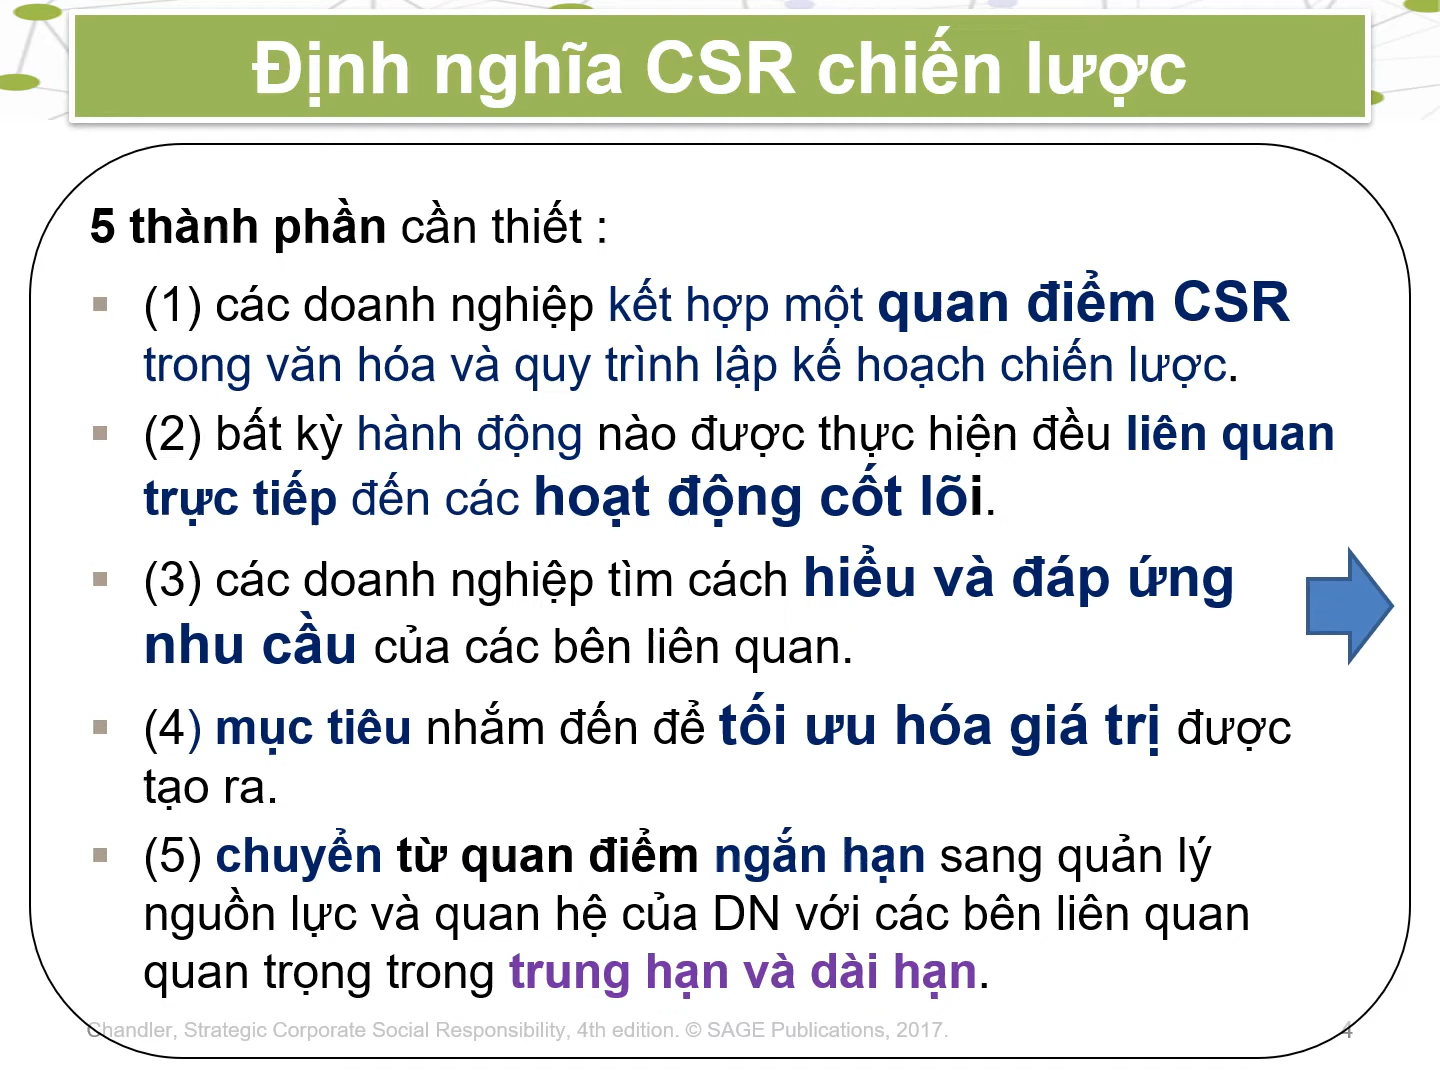 Định nghĩa CSR chiến lược
5 thành phần cần thiết :
(1) các doanh nghiệp kết hợp một quan điểm CSR
trong văn hóa và quy trình lập kế hoạch chiến lược.
(2) bất kỳ hành động nào được thực hiện đều liên quan
trực tiếp đến các hoạt động cốt lõi.
(3) các doanh nghiệp tìm cách hiểu và đáp ứng
nhu cầu của các bên liên quan.
(4) mục tiêu nhắm đến để tối ưu hóa giá trị được
tạo ra.
(5) chuyển từ quan điểm ngắn hạn sang quản lý
nguồn lực và quan hệ của DN với các bên liên quan
quan trọng trong trung hạn và dài hạn.
Chandler, Strategic Corporate Social Responsibility, 4th edition. © SAGE Publications, 2017.
4